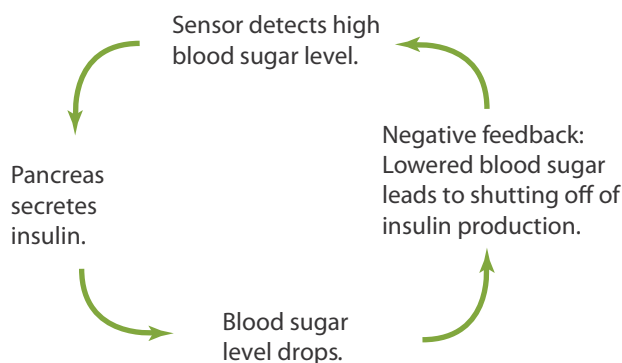 Sensor detects high
blood sugar level.
Pancreas
secretes
insulin.
Blood sugar
level drops.
Negative feedback:
Lowered blood sugar
leads to shutting off of
insulin production.